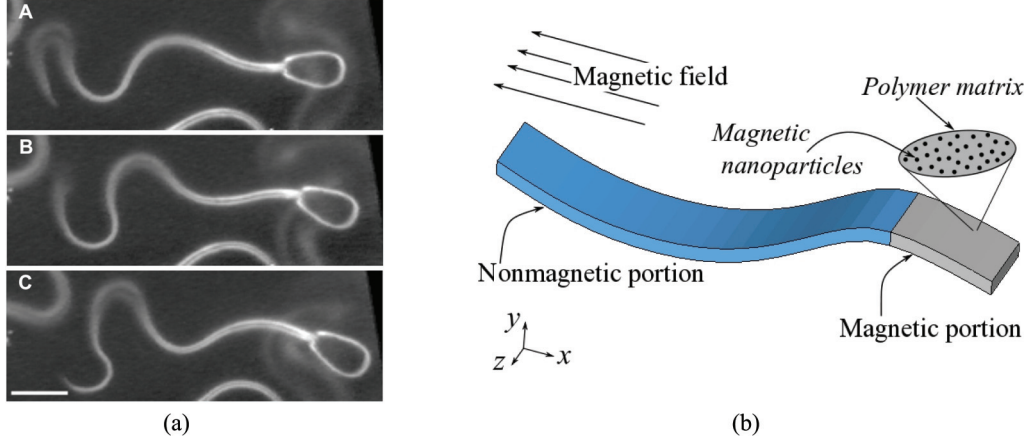 A
B
C
(a)
Magnetic field
Polymer matrix
Magnetic
nanoparticles
Nonmagnetic portion
Magnetic portion
y
z
x
(b)